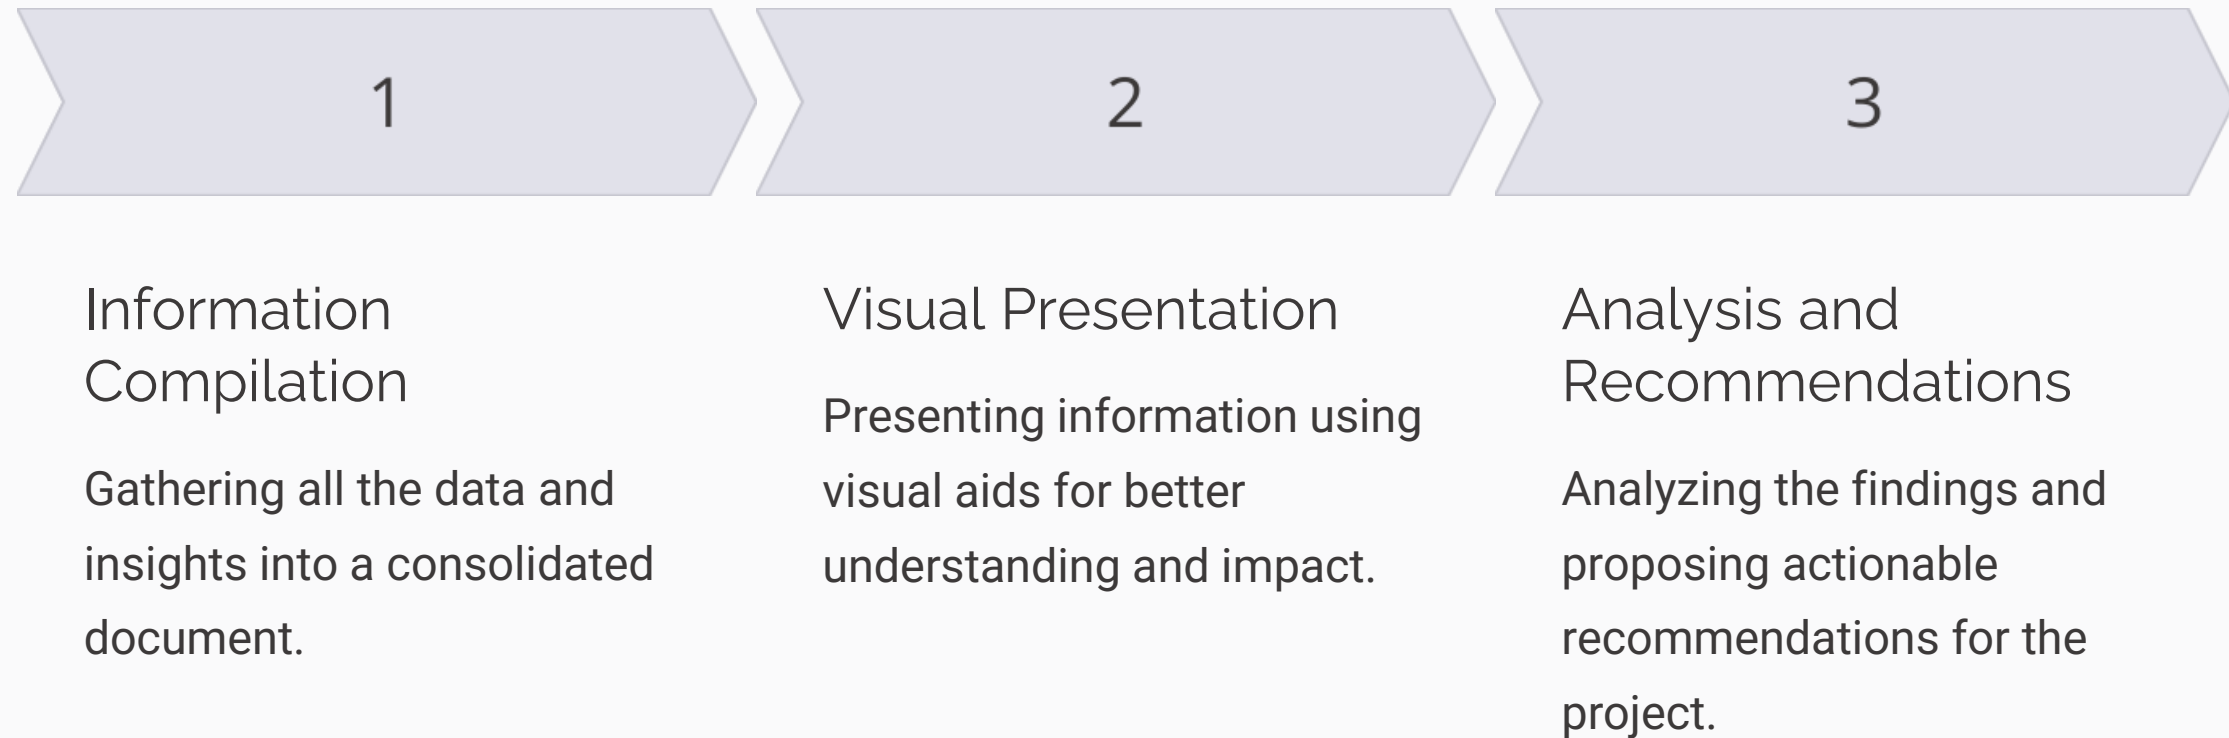 1
Information
Compilation
Gathering all the data and
insights into a consolidated
document.
2
Visual Presentation
Presenting information using
visual aids for better
understanding and impact.
3
Analysis and
Recommendations
Analyzing the findings and
proposing actionable
recommendations for the
project.